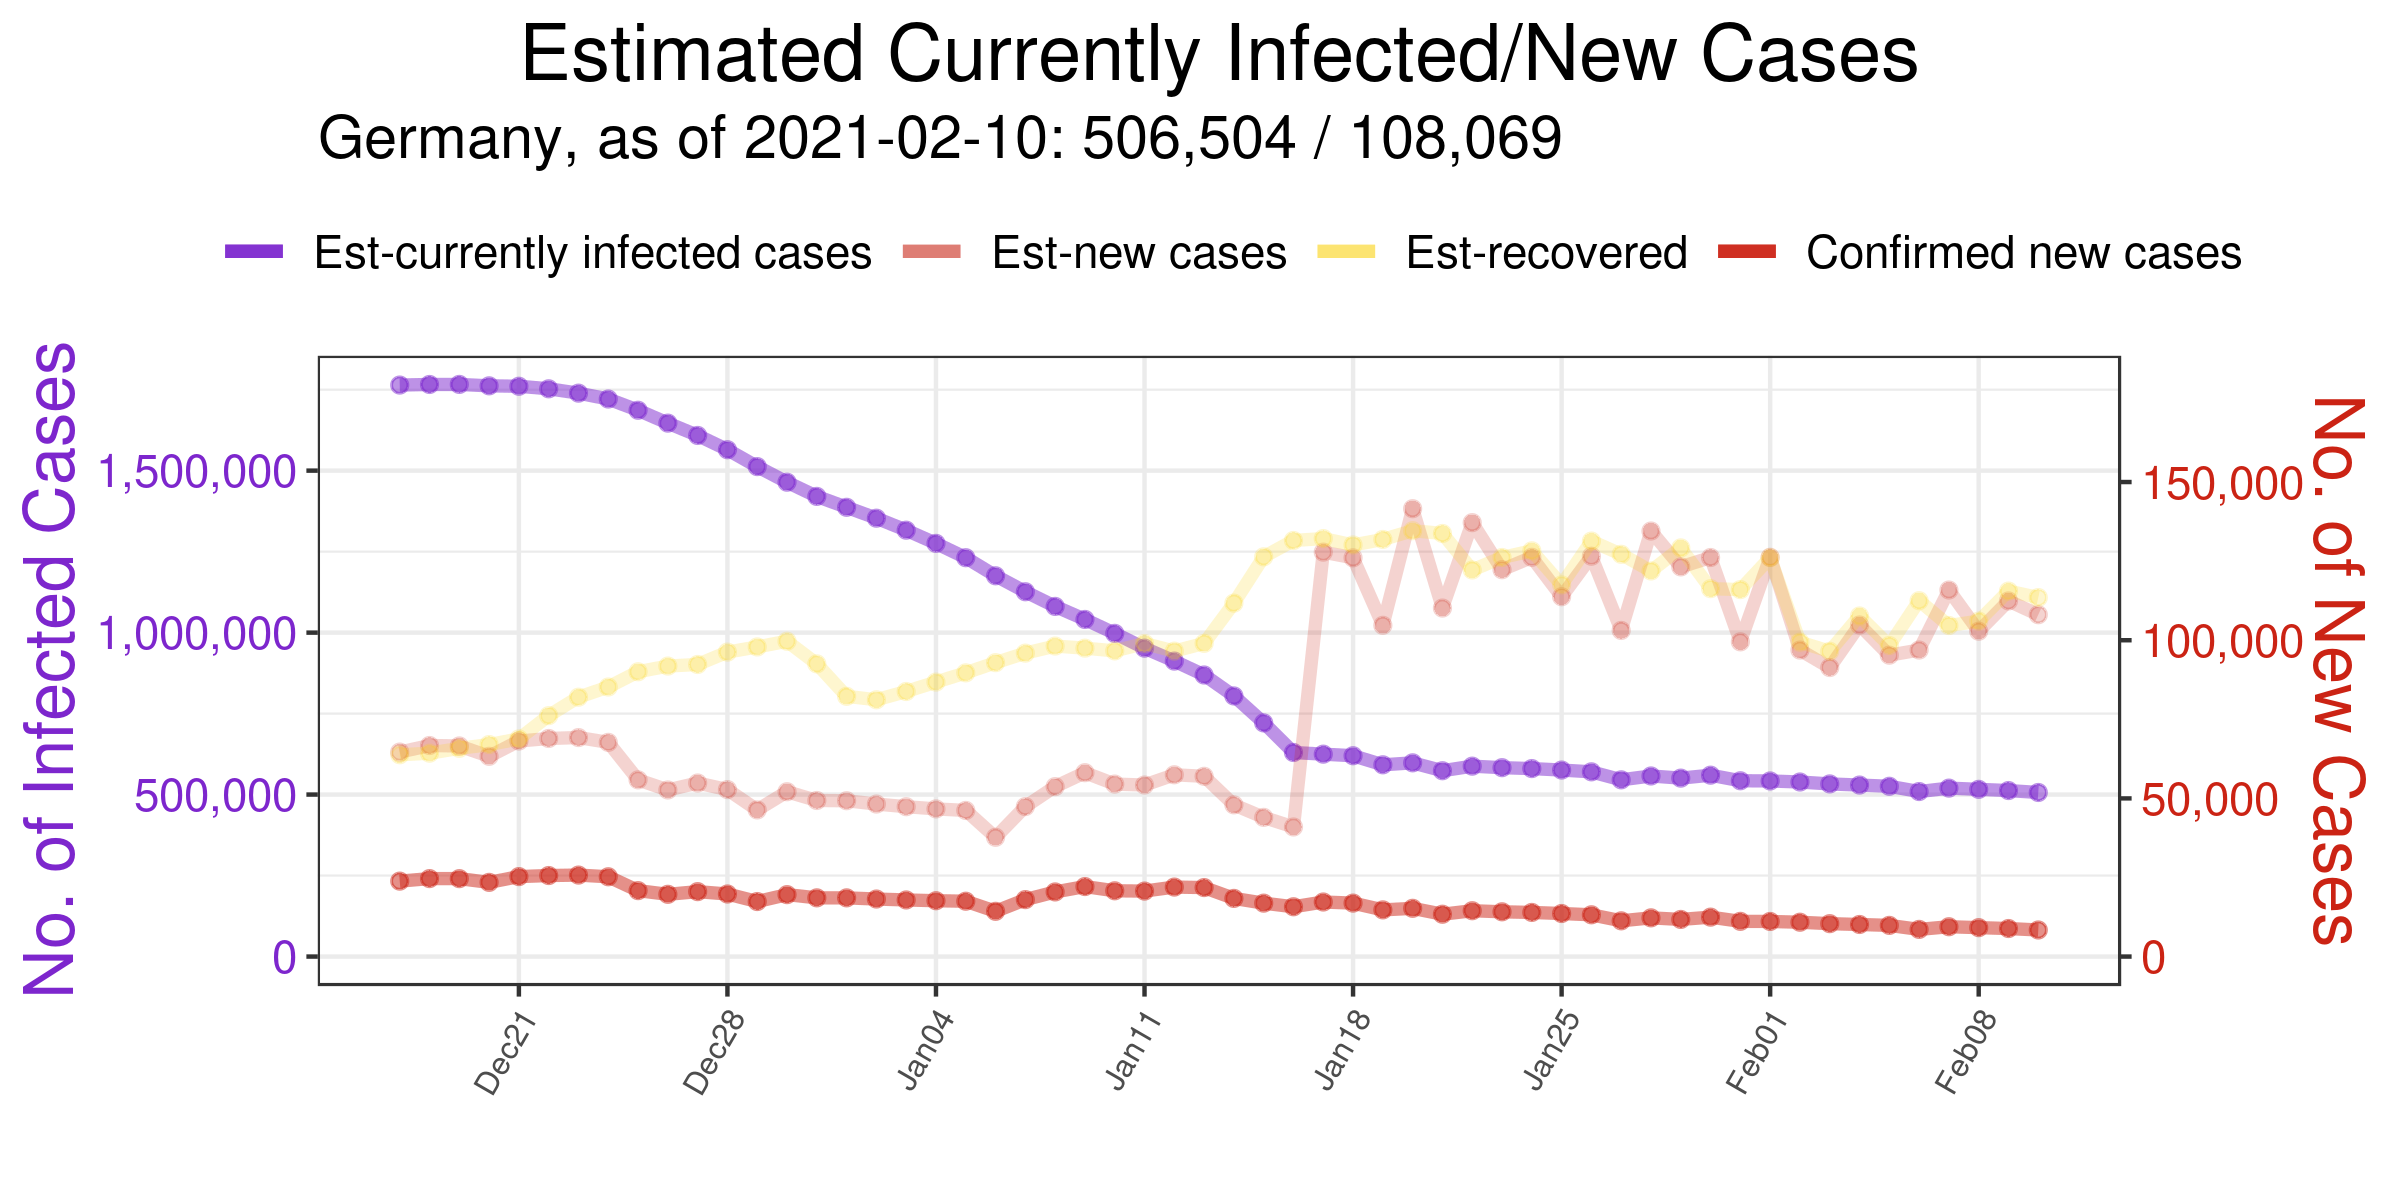 Estimated Currently Infected/New Cases
Germany, as of 2021-02-10: 506,504 / 108,069
Est-currently infected cases Est-new cases Est-recovered Confirmed new cases
No. of Infected Cases
1,500,000
1,000,000
500,000
0
150,000
100,000
50,000
0
No. of New Cases
Dec21 Dec28 Jan04 Jan11 Jan18 Jan25 Feb01 Feb08